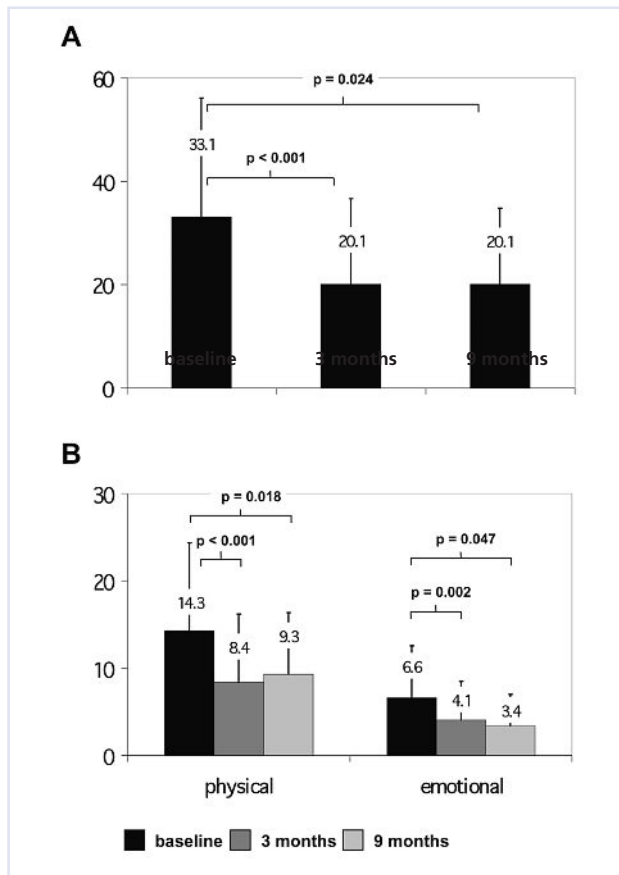 A
60
p = 0.024
33.1
p < 0.001
40
20.1
20.1
20
baseline
3 months
9 months
0
B
30
p = 0.018
p < 0.001
p = 0.047
20
p = 0.002
14.3
8.4
9.3
10
6.6
4.1
3.4
0
physical
emotional
baseline 3 months 9 months